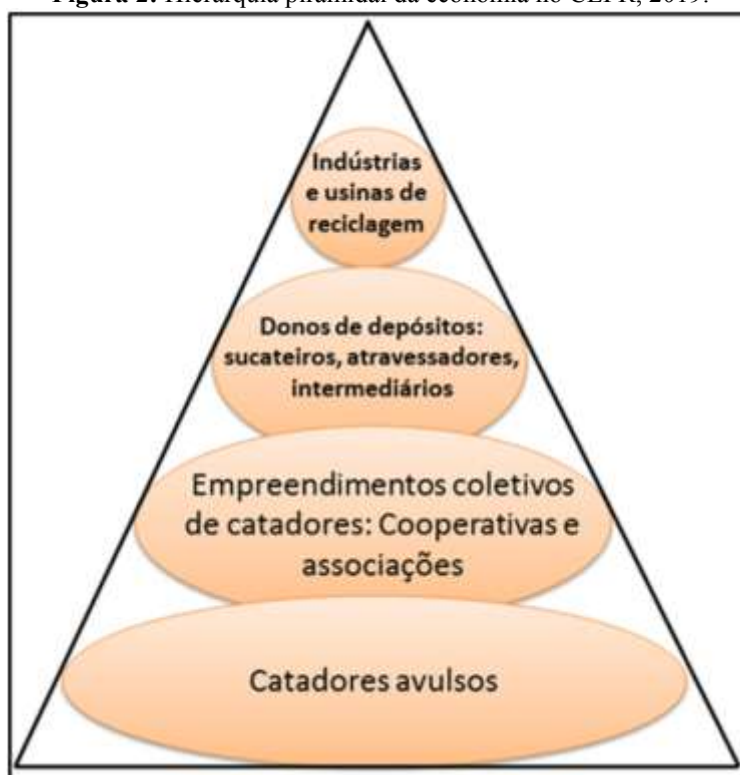 Figura 2: Hierarquia piramidal da economia no CEPR, 2019.
Indústrias
e usinas de
reciclagem
Donos de depósitos:
sucateiros, atravessadores,
intermediários
Empreendimentos coletivos
de catadores: Cooperativas e
associações
Catadores avulsos